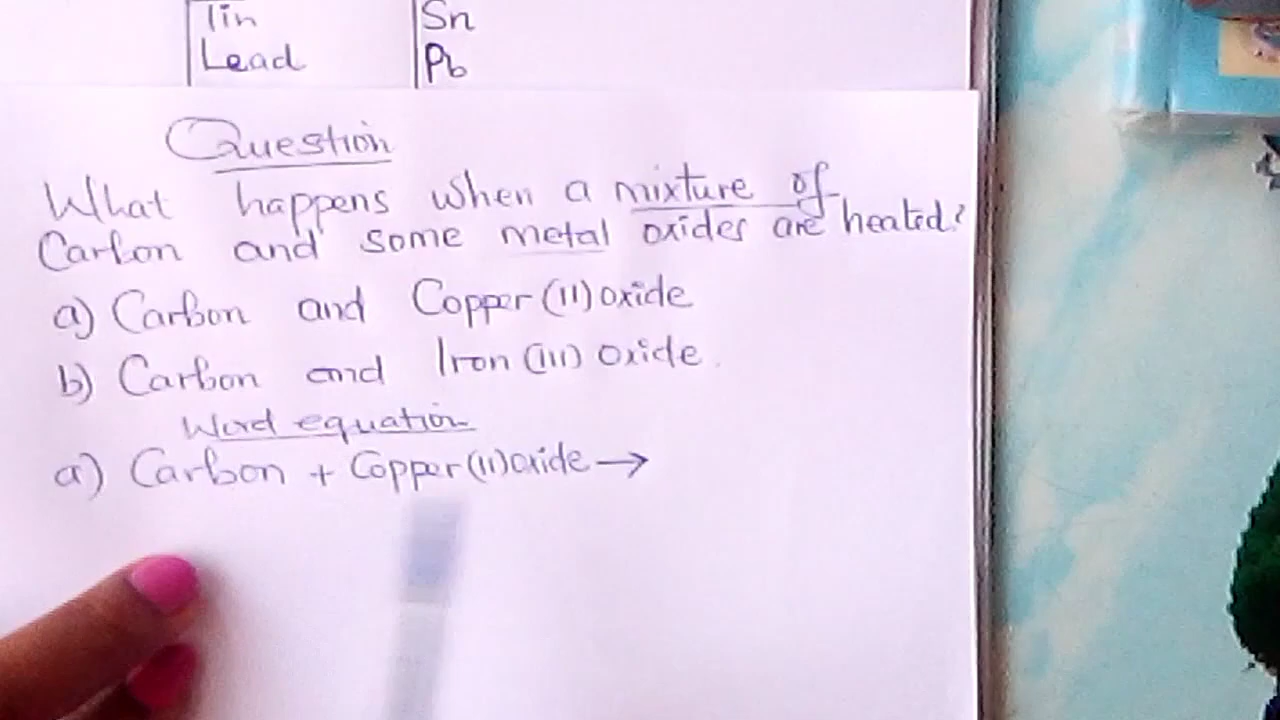 Tin Sn
Lead Pb
Question
What happens when a mixture of
Carbon and some metal oxides are heated?
a) Carbon and Copper (II) oxide
b) Carbon and Iron (III) oxide.
Word equation
a) Carbon + Copper (II) oxide →